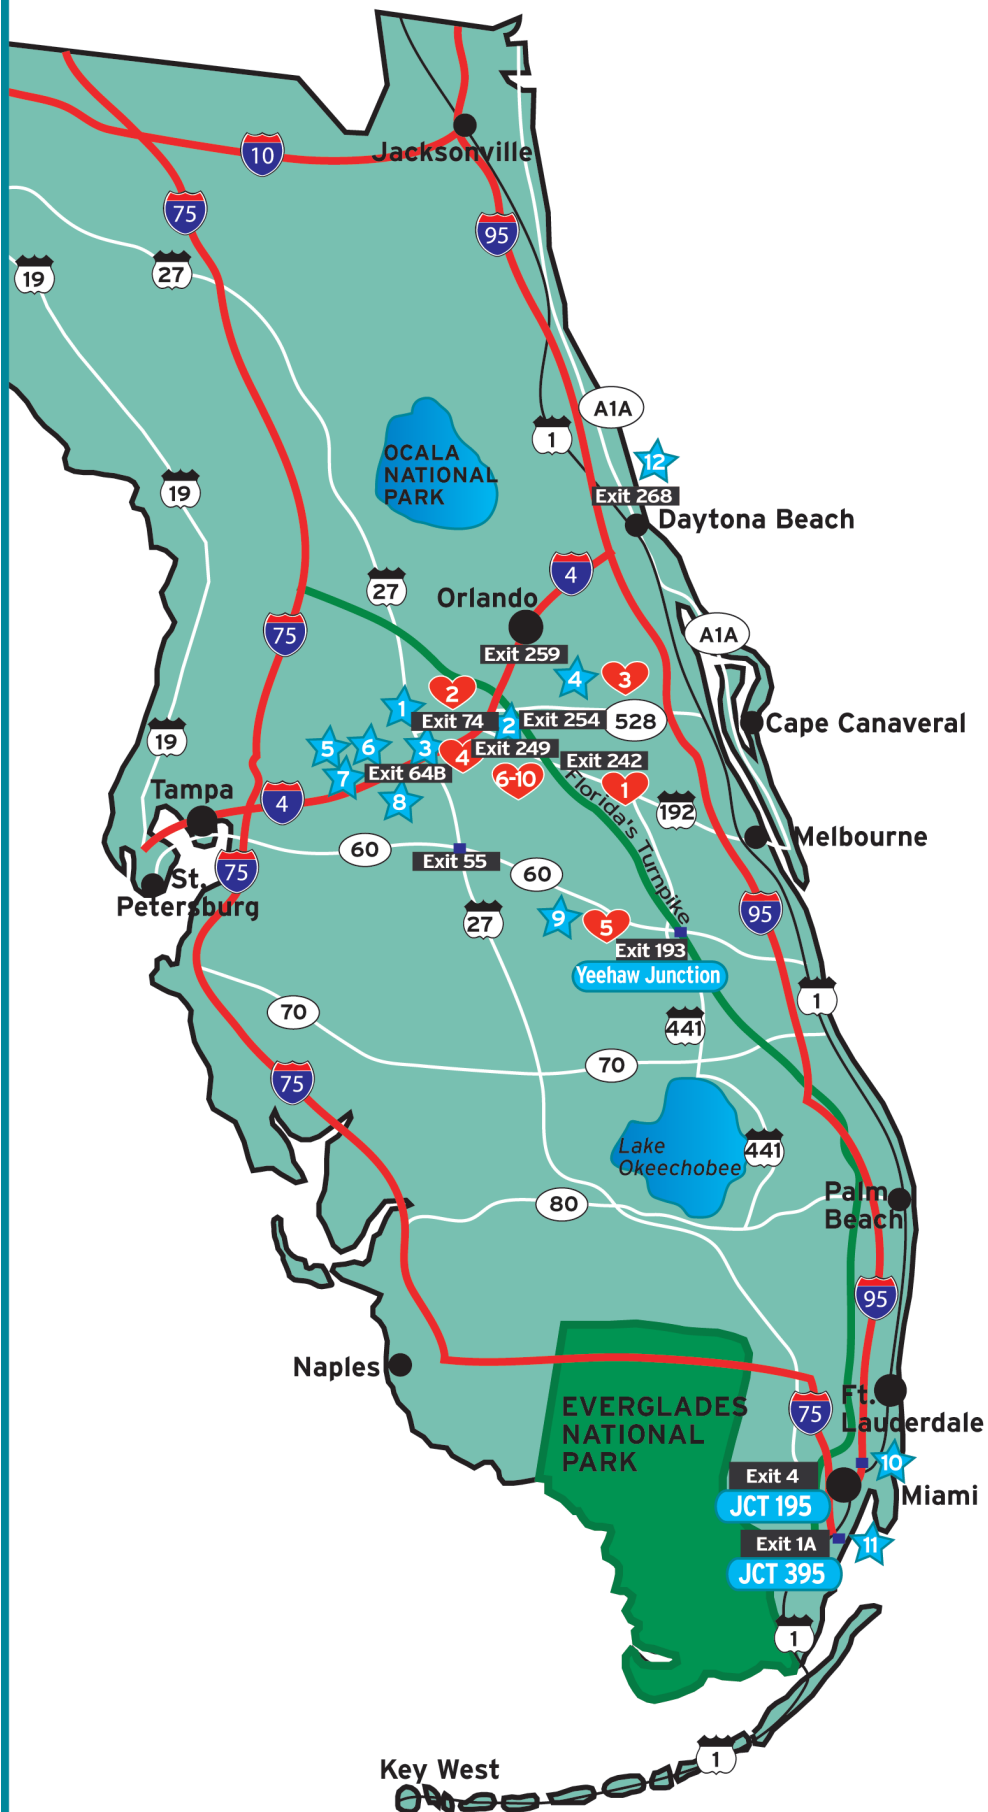 Jacksonville
10
75
95
19
27
A1A
1
12
OCALA
NATIONAL
PARK
19
Exit 268
Daytona Beach
4
27
Orlando
75
A1A
Exit 259
4
3
2
1
Exit 74
2
Exit 254
528
Cape Canaveral
19
5
6
3
4
Exit 249
Exit 242
7
Exit 64B
6-10
1
Florida's Turnpike
Tampa
4
8
192
Melbourne
60
Exit 55
60
75
St.
Petersburg
27
9
5
95
Exit 193
Yeehaw Junction
1
70
441
70
75
Lake
Okeechobee
441
80
Palm
Beach
95
Naples
EVERGLADES
NATIONAL
PARK
75
Ft.
Lauderdale
10
Exit 4
JCT 195
Miami
Exit 1A
JCT 395
11
1
1
Key West